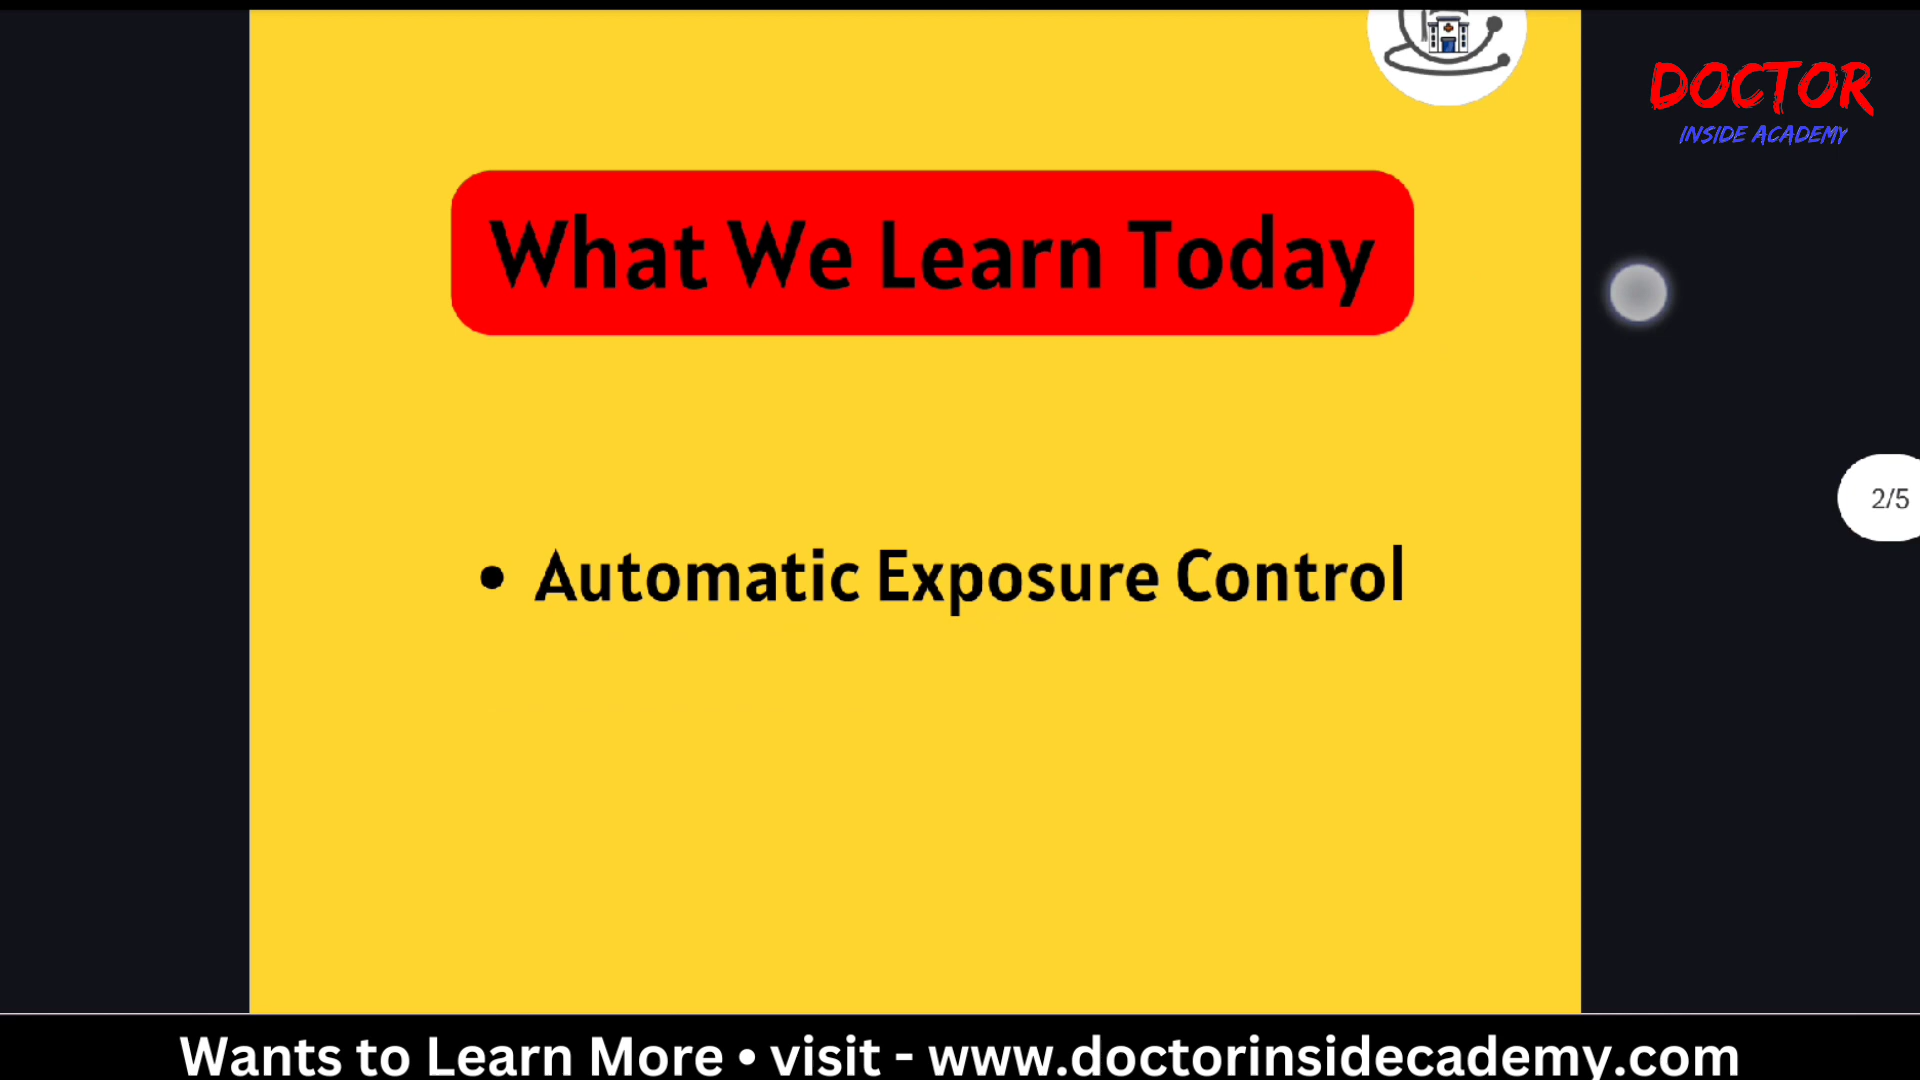 DOCTOR
INSIDE ACADEMY
What We Learn Today
2/5
• Automatic Exposure Control
Wants to Learn More • visit - www.doctorinsidecademy.com